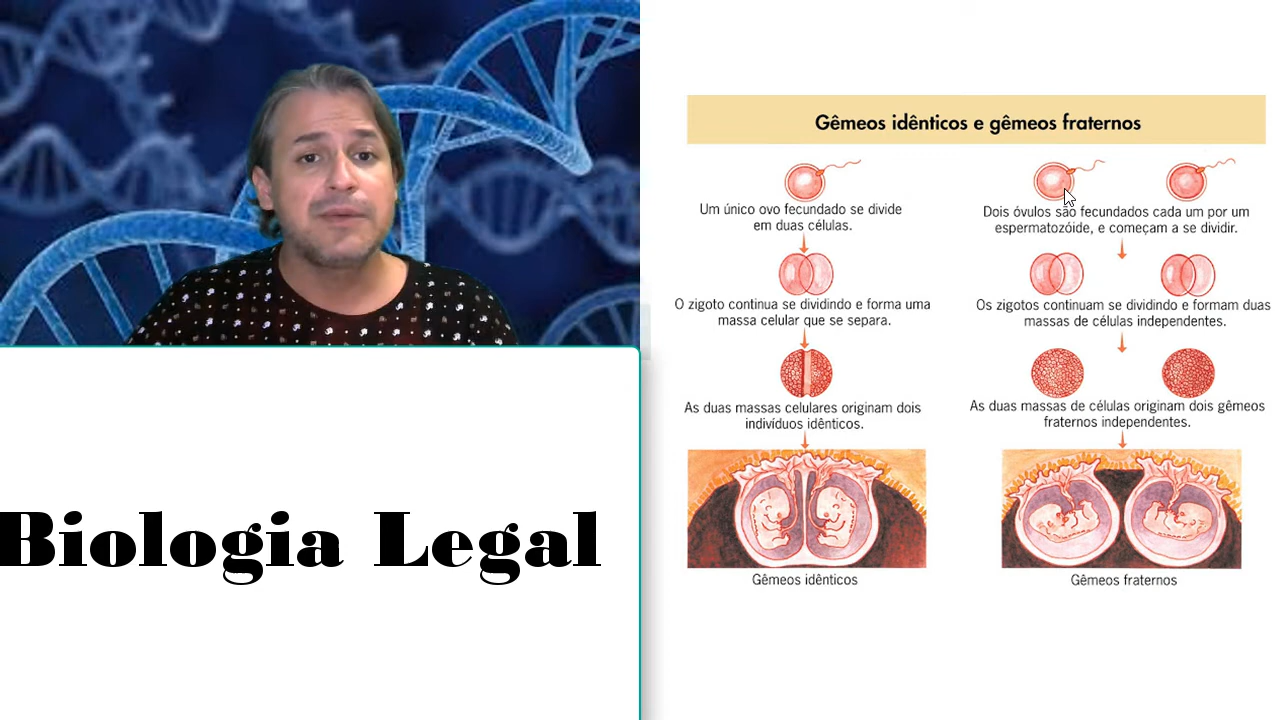 Gêmeos idênticos e gêmeos fraternos
Um único ovo fecundado se divide
em duas células.
O zigoto continua se dividindo e forma uma
massa celular que se separa.
As duas massas celulares originam dois
indivíduos idênticos.
Gêmeos idênticos
Dois óvulos são fecundados cada um por um
espermatozóide, e começam a se dividir.
Os zigotos continuam se dividindo e formam duas
massas de células independentes.
As duas massas de células originam dois gêmeos
fraternos independentes.
Gêmeos fraternos
Biologia Legal